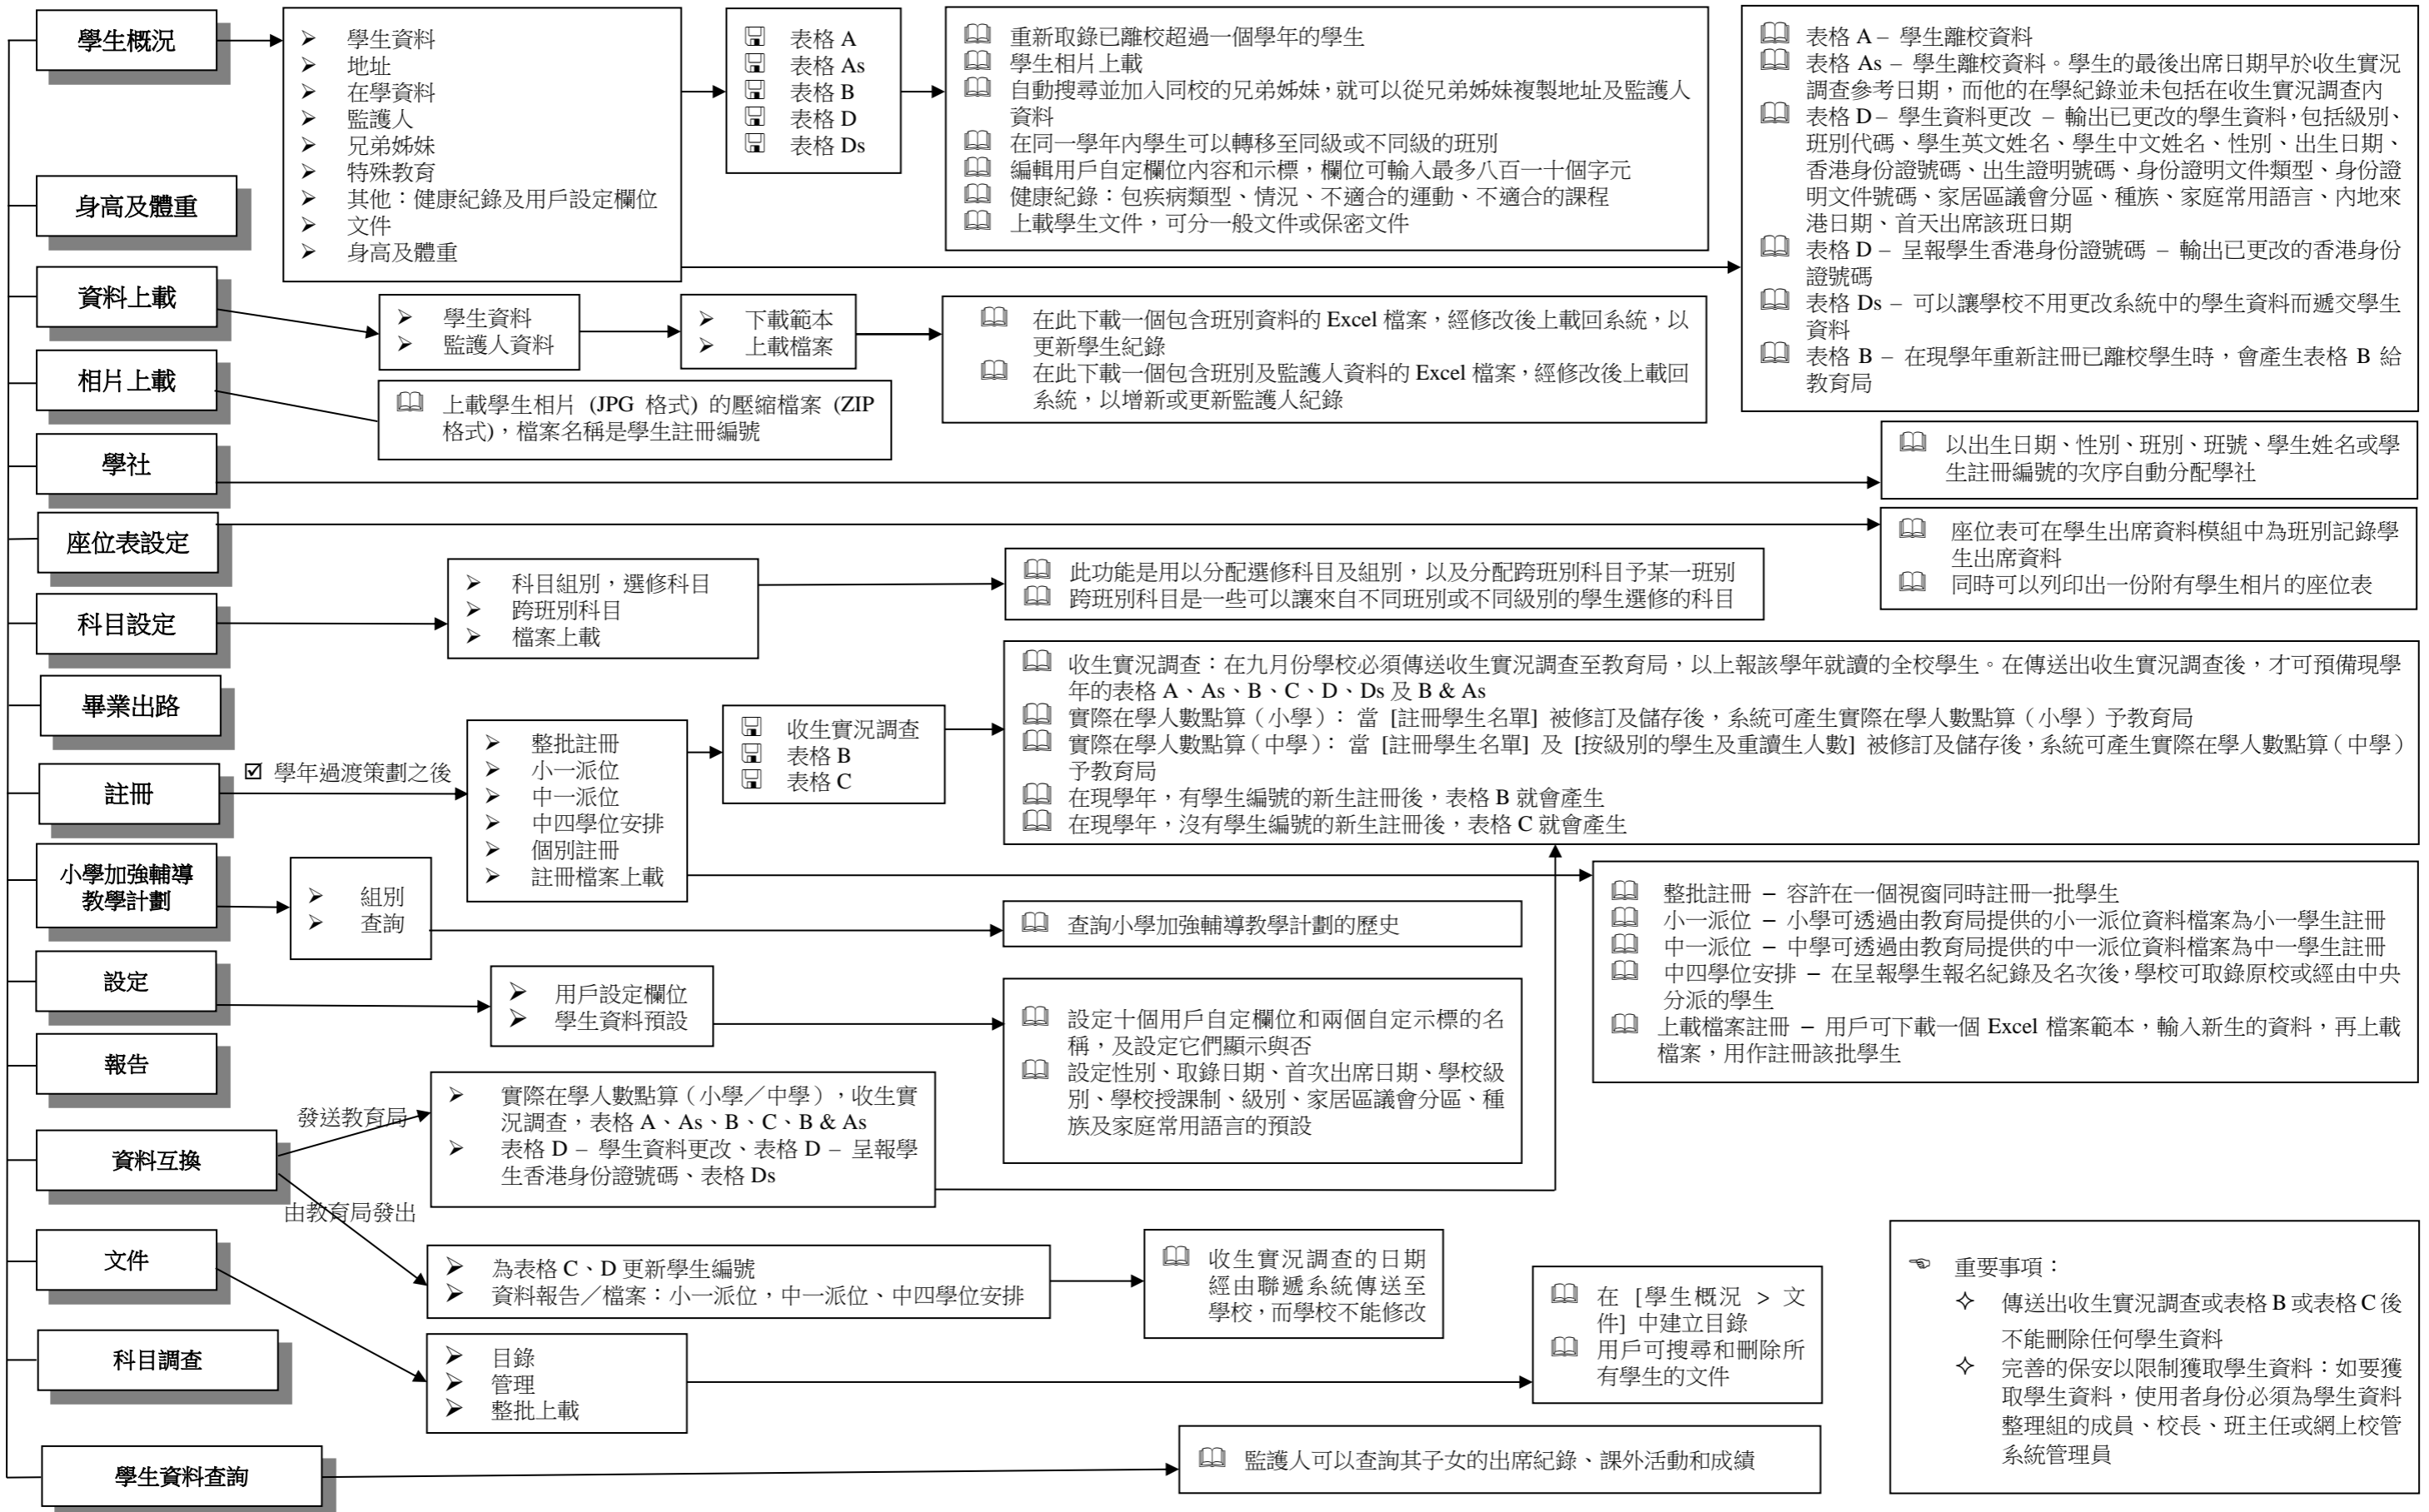 學生概況
學生資料
地址
在學資料
監護人
兄弟姊妹
特殊教育
其他：健康紀錄及用戶設定欄位
文件
身高及體重
表格 A
表格 As
表格 B
表格 D
表格 Ds
重新取錄已離校超過一個學年的學生
學生相片上載
自動搜尋並加入同校的兄弟姊妹，就可以從兄弟姊妹複製地址及監護人
資料
在同一學年內學生可以轉移至同級或不同級的班別
編輯用戶自定欄位內容和示標，欄位可輸入最多八百一十個字元
健康紀錄：包疾病類型、情況、不適合的運動、不適合的課程
上載學生文件，可分一般文件或保密文件
表格 A – 學生離校資料
表格 As – 學生離校資料。學生的最後出席日期早於收生實況
調查參考日期，而他的在學紀錄並未包括在收生實況調查內
表格 D – 學生資料更改 – 輸出已更改的學生資料，包括級別、
班別代碼、學生英文姓名、學生中文姓名、性別、出生日期、
香港身份證號碼、出生證明號碼、身份證明文件類型、身份證
明文件號碼、家居區議會分區、種族、家庭常用語言、內地來
港日期、首天出席該班日期
表格 D – 呈報學生香港身份證號碼 – 輸出已更改的香港身份
證號碼
表格 Ds – 可以讓學校不用更改系統中的學生資料而遞交學生
資料
表格 B – 在現學年重新註冊已離校學生時，會產生表格 B 給
教育局
身高及體重
資料上載
學生資料
監護人資料
下載範本
上載檔案
在此下載一個包含班別資料的 Excel 檔案，經修改後上載回系統，以
更新學生紀錄
在此下載一個包含班別及監護人資料的 Excel 檔案，經修改後上載回
系統，以增新或更新監護人紀錄
相片上載
上載學生相片 (JPG 格式) 的壓縮檔案 (ZIP
格式)，檔案名稱是學生註冊編號
學社
以出生日期、性別、班別、班號、學生姓名或學
生註冊編號的次序自動分配學社
座位表設定
座位表可在學生出席資料模組中為班別記錄學
生出席資料
同時可以列印出一份附有學生相片的座位表
科目設定
科目組別，選修科目
跨班別科目
檔案上載
此功能是用以分配選修科目及組別，以及分配跨班別科目予某一班別
跨班別科目是一些可以讓來自不同班別或不同級別的學生選修的科目
畢業出路
註冊
學年過渡策劃之後
整批註冊
小一派位
中一派位
中四學位安排
個別註冊
註冊檔案上載
收生實況調查
表格 B
表格 C
收生實況調查：在九月份學校必須傳送收生實況調查至教育局，以上報該學年就讀的全校學生。在傳送出收生實況調查後，才可預備現學
年的表格 A、As、B、C、D、Ds 及 B & As
實際在學人數點算（小學）：當 [註冊學生名單] 被修訂及儲存後，系統可產生實際在學人數點算（小學）予教育局
實際在學人數點算（中學）：當 [註冊學生名單] 及 [按級別的學生及重讀生人數] 被修訂及儲存後，系統可產生實際在學人數點算（中學）
予教育局
在現學年，有學生編號的新生註冊後，表格 B 就會產生
在現學年，沒有學生編號的新生註冊後，表格 C 就會產生
整批註冊 – 容許在一個視窗同時註冊一批學生
小一派位 – 小學可透過由教育局提供的小一派位資料檔案為小一學生註冊
中一派位 – 中學可透過由教育局提供的中一派位資料檔案為中一學生註冊
中四學位安排 – 在呈報學生報名紀錄及名次後，學校可取錄原校或經由中央
分派的學生
上載檔案註冊 – 用戶可下載一個 Excel 檔案範本，輸入新生的資料，再上載
檔案，用作註冊該批學生
小學加強輔導
教學計劃
組別
查詢
查詢小學加強輔導教學計劃的歷史
設定
用戶設定欄位
學生資料預設
設定十個用戶自定欄位和兩個自定示標的名
稱，及設定它們顯示與否
設定性別、取錄日期、首次出席日期、學校級
別、學校授課制、級別、家居區議會分區、種
族及家庭常用語言的預設
報告
資料互換
發送教育局
實際在學人數點算（小學／中學），收生實
況調查，表格 A、As、B、C、B & As
表格 D – 學生資料更改、表格 D – 呈報學
生香港身份證號碼、表格 Ds
由教育局發出
為表格 C、D 更新學生編號
資料報告／檔案：小一派位，中一派位、中四學位安排
收生實況調查的日期
經由聯遞系統傳送至
學校，而學校不能修改
文件
目錄
管理
整批上載
在 [學生概況 > 文
件] 中建立目錄
用戶可搜尋和刪除所
有學生的文件
科目調查
學生資料查詢
監護人可以查詢其子女的出席紀錄、課外活動和成績
重要事項：
傳送出收生實況調查或表格 B 或表格 C 後
不能刪除任何學生資料
完善的保安以限制獲取學生資料：如要獲
取學生資料，使用者身份必須為學生資料
整理組的成員、校長、班主任或網上校管
系統管理員